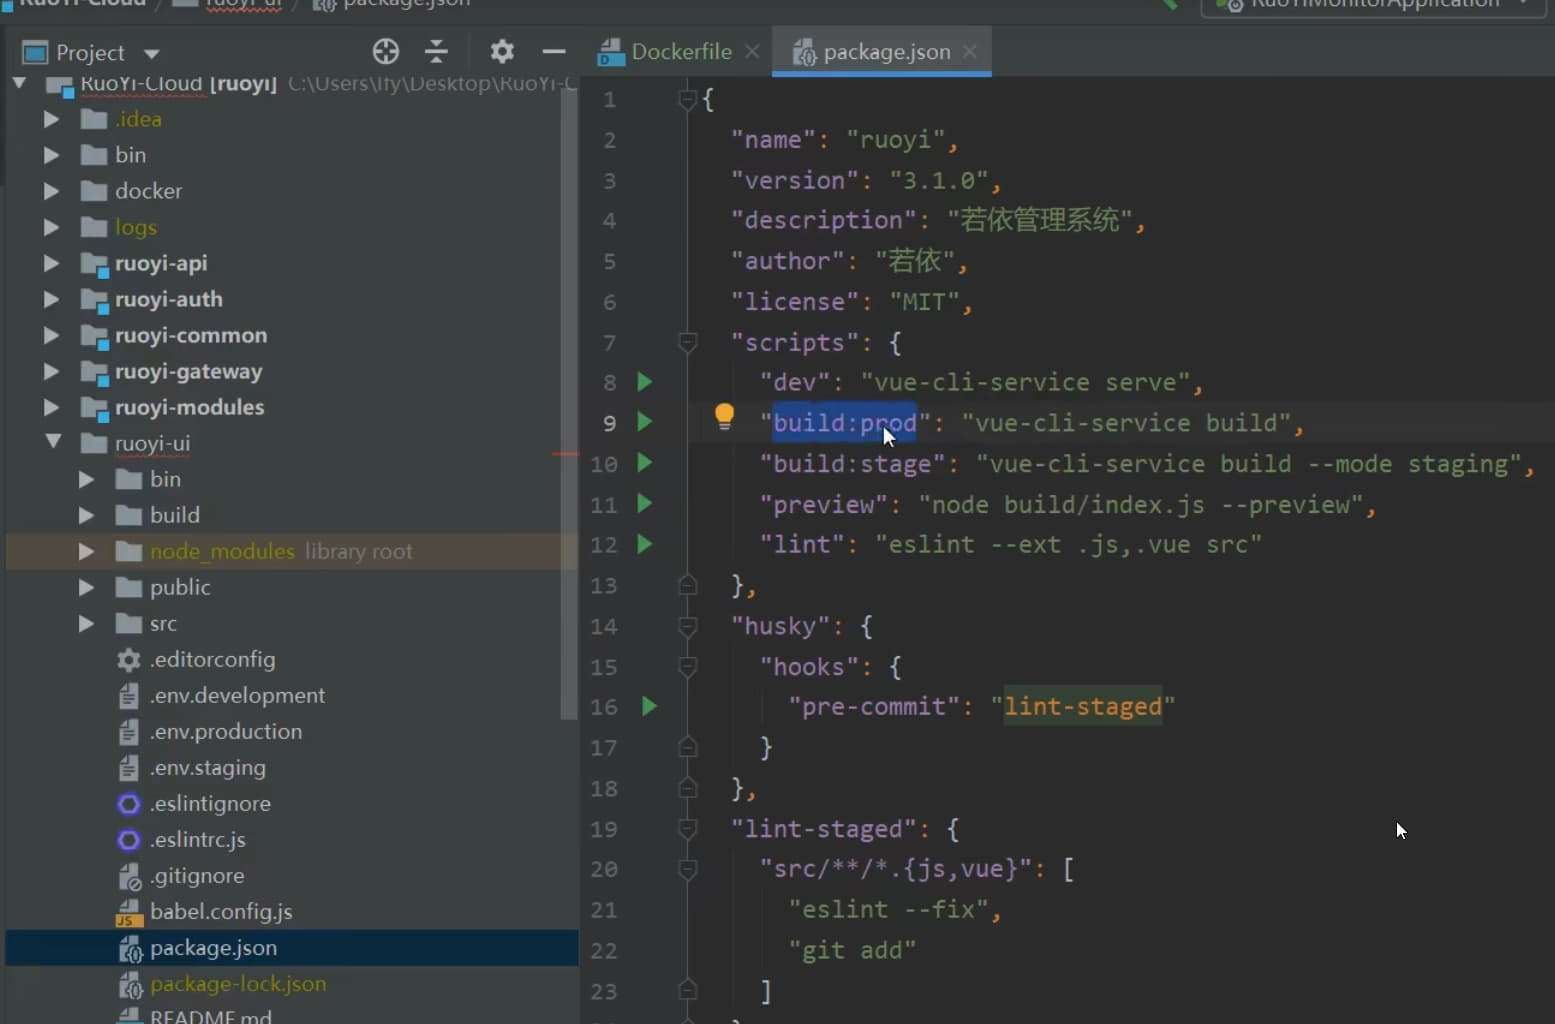 RuoYi-Cloud / ruoyi-ui / package.json
RuoYiMonitorApplication
Project
Dockerfile
package.json
RuoYi-Cloud [ruoyi] C:\Users\lfy\Desktop\RuoYi-C
.idea
bin
docker
logs
ruoyi-api
ruoyi-auth
ruoyi-common
ruoyi-gateway
ruoyi-modules
ruoyi-ui
bin
build
node_modules library root
public
src
.editorconfig
.env.development
.env.production
.env.staging
.eslintignore
.eslintrc.js
.gitignore
babel.config.js
package.json
package-lock.json
README.md
1 {
2 "name": "ruoyi",
3 "version": "3.1.0",
4 "description": "若依管理系统",
5 "author": "若依",
6 "license": "MIT",
7 "scripts": {
8 "dev": "vue-cli-service serve",
9 "build:prod": "vue-cli-service build",
10 "build:stage": "vue-cli-service build --mode staging",
11 "preview": "node build/index.js --preview",
12 "lint": "eslint --ext .js,.vue src"
13 },
14 "husky": {
15 "hooks": {
16 "pre-commit": "lint-staged"
17 }
18 },
19 "lint-staged": {
20 "src/**/*.{js,vue}": [
21 "eslint --fix",
22 "git add"
23 ]